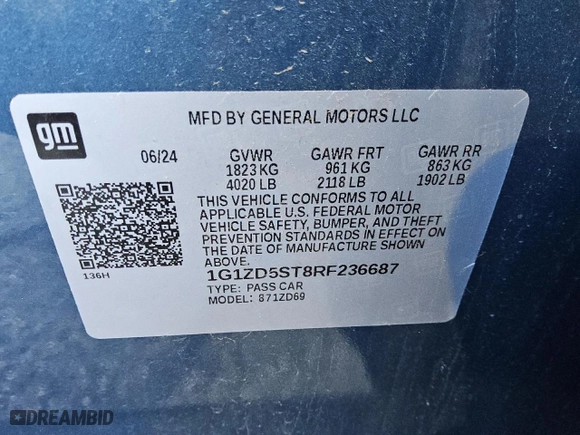 gm
MFD BY GENERAL MOTORS LLC
06/24 GVWR GAWR FRT GAWR RR
1823 KG 961 KG 863 KG
4020 LB 2118 LB 1902 LB
THIS VEHICLE CONFORMS TO ALL
APPLICABLE U.S. FEDERAL MOTOR
VEHICLE SAFETY, BUMPER, AND THEFT
PREVENTION STANDARDS IN EFFECT ON
THE DATE OF MANUFACTURE SHOWN
ABOVE.
136H
1G1ZD5ST8RF236687
TYPE: PASS CAR
MODEL: 871ZD69
DREAMBID